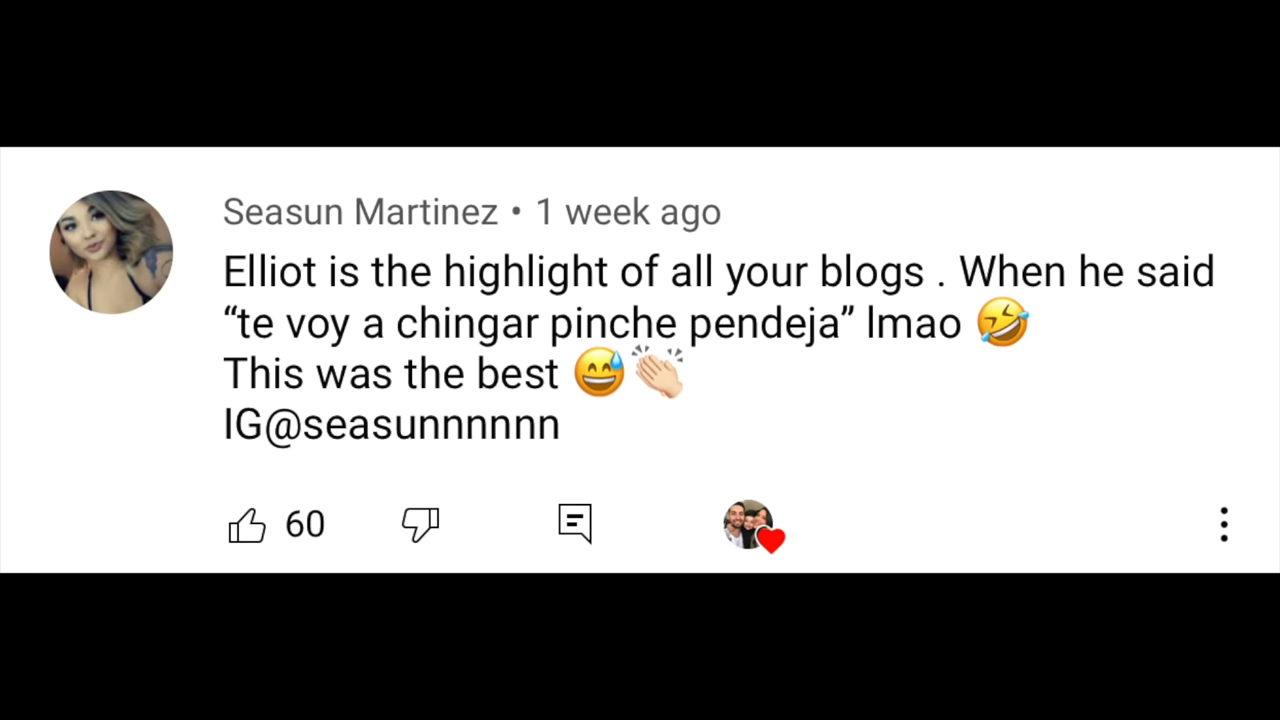 Seasun Martinez • 1 week ago
Elliot is the highlight of all your blogs . When he said
“te voy a chingar pinche pendeja” lmao 🤣
This was the best 😅👏🏻
IG@seasunnnnnn
60